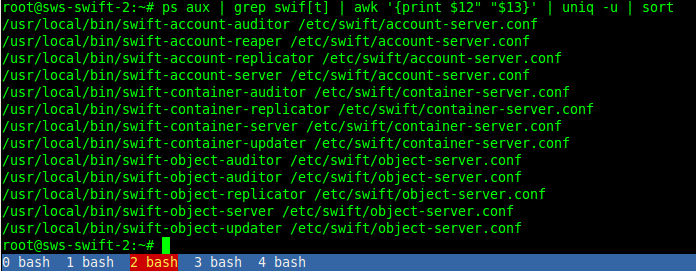 root@sws-swift-2:~# ps aux | grep swif[t] | awk '{print $12" "$13}' | uniq -u | sort
/usr/local/bin/swift-account-auditor /etc/swift/account-server.conf
/usr/local/bin/swift-account-reaper /etc/swift/account-server.conf
/usr/local/bin/swift-account-replicator /etc/swift/account-server.conf
/usr/local/bin/swift-account-server /etc/swift/account-server.conf
/usr/local/bin/swift-container-auditor /etc/swift/container-server.conf
/usr/local/bin/swift-container-replicator /etc/swift/container-server.conf
/usr/local/bin/swift-container-server /etc/swift/container-server.conf
/usr/local/bin/swift-container-updater /etc/swift/container-server.conf
/usr/local/bin/swift-object-auditor /etc/swift/object-server.conf
/usr/local/bin/swift-object-auditor /etc/swift/object-server.conf
/usr/local/bin/swift-object-replicator /etc/swift/object-server.conf
/usr/local/bin/swift-object-server /etc/swift/object-server.conf
/usr/local/bin/swift-object-updater /etc/swift/object-server.conf
root@sws-swift-2:~#
0 bash 1 bash 2 bash 3 bash 4 bash